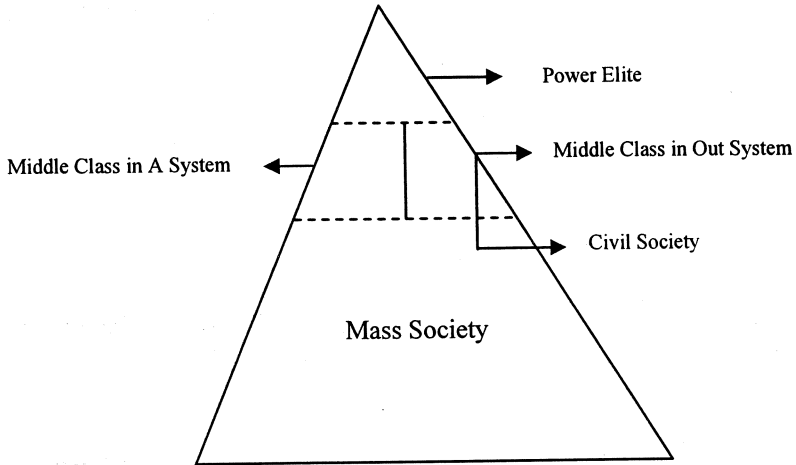 Power Elite
Middle Class in A System
Middle Class in Out System
Civil Society
Mass Society